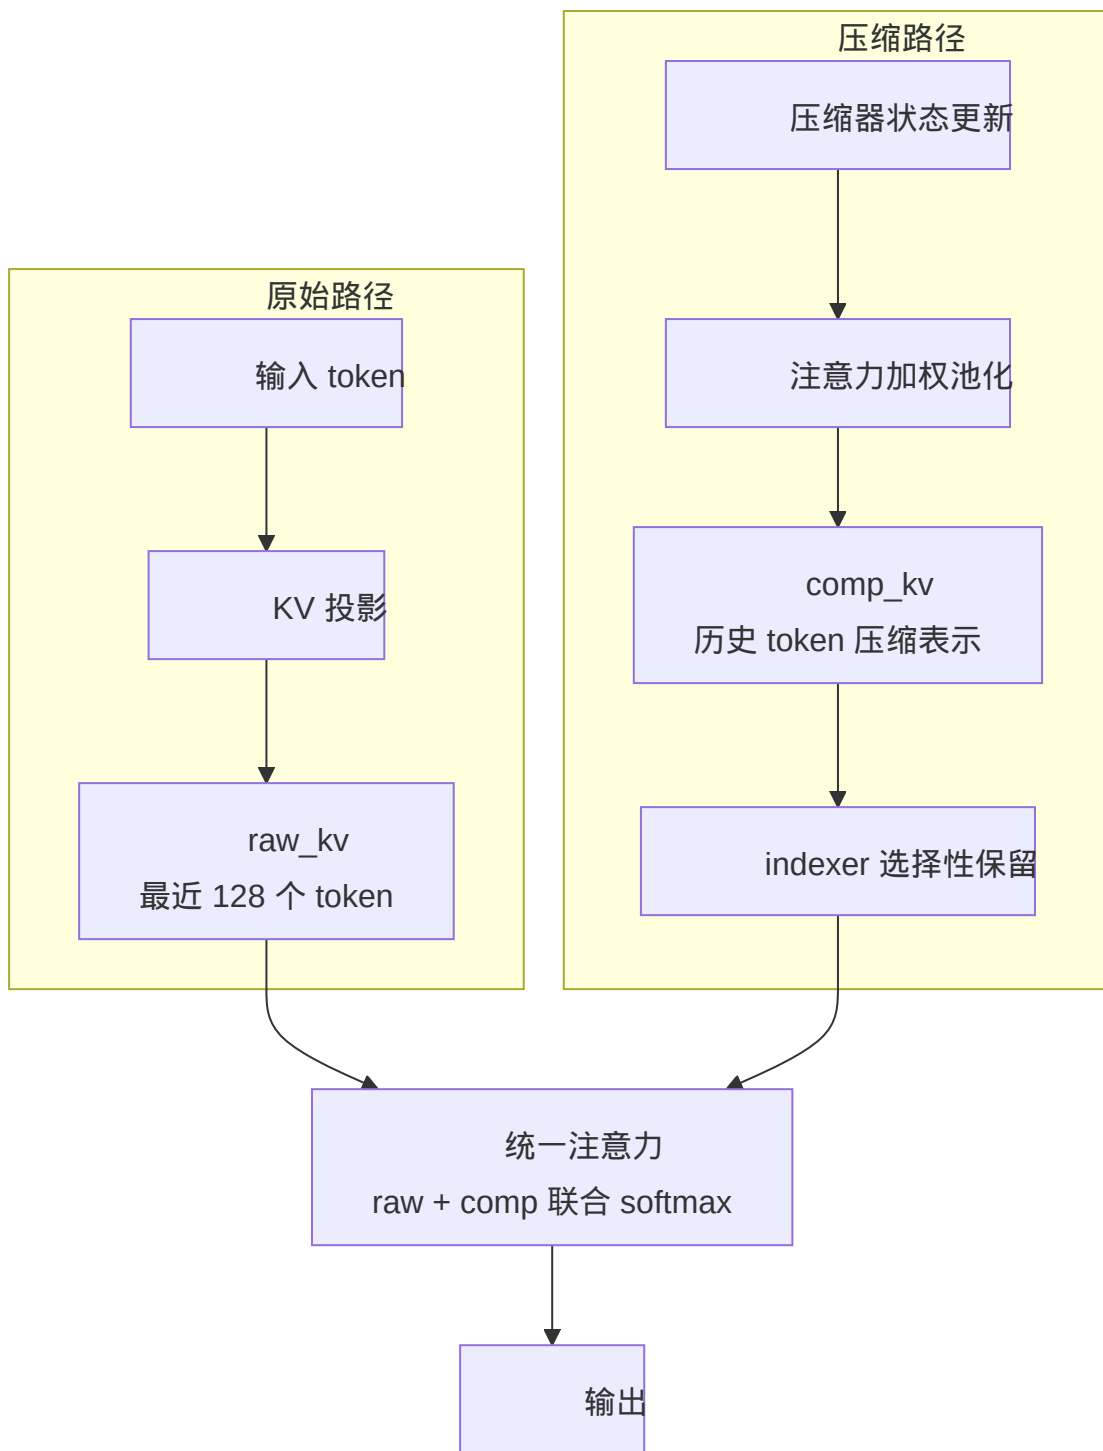 原始路径
输入 token
KV 投影
raw_kv
最近 128 个 token
压缩路径
压缩器状态更新
注意力加权池化
comp_kv
历史 token 压缩表示
indexer 选择性保留
统一注意力
raw + comp 联合 softmax
输出